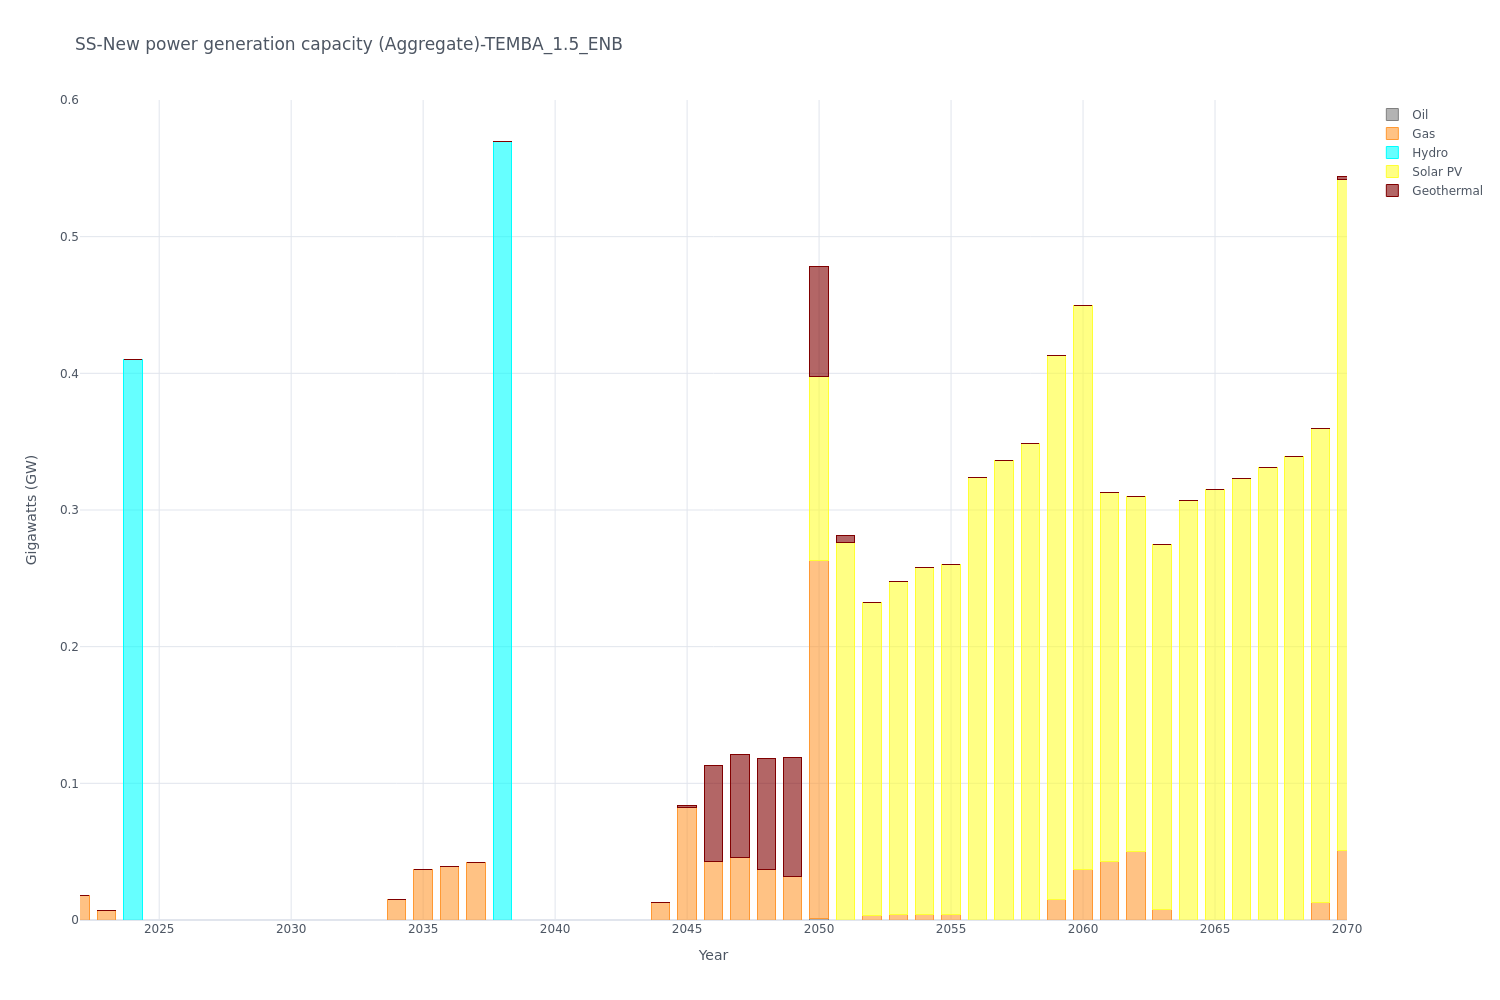 SS-New power generation capacity (Aggregate)-TEMBA_1.5_ENB
0.6
0.5
0.4
0.3
0.2
0.1
0
Gigawatts (GW)
2025 2030 2035 2040 2045 2050 2055 2060 2065 2070
Year
Oil
Gas
Hydro
Solar PV
Geothermal